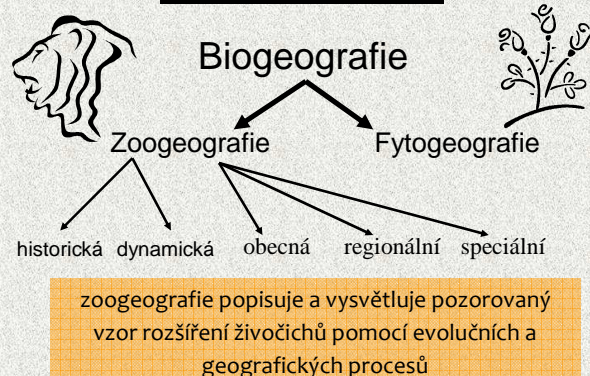 Biogeografie
Zoogeografie Fytogeografie
historická dynamická obecná regionální speciální
zoogeografie popisuje a vysvětluje pozorovaný
vzor rozšíření živočichů pomocí evolučních a
geografických procesů